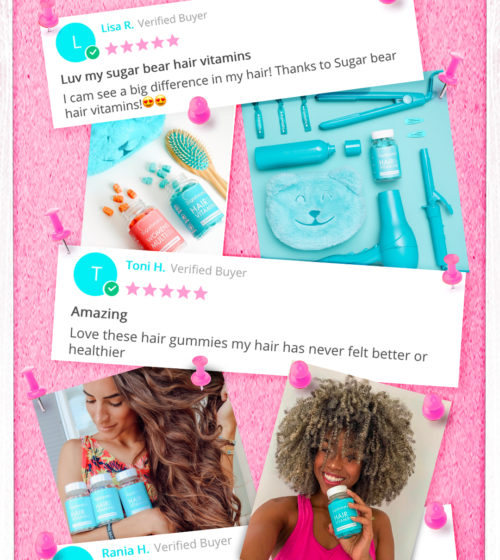 L
Lisa R. Verified Buyer
Luv my sugar bear hair vitamins
I cam see a big difference in my hair! Thanks to Sugar bear
hair vitamins!😍😍
HAIR
VITAMIN
T
Toni H. Verified Buyer
Amazing
Love these hair gummies my hair has never felt better or
healthier
HAIR
VITAMIN
Rania H. Verified Buyer